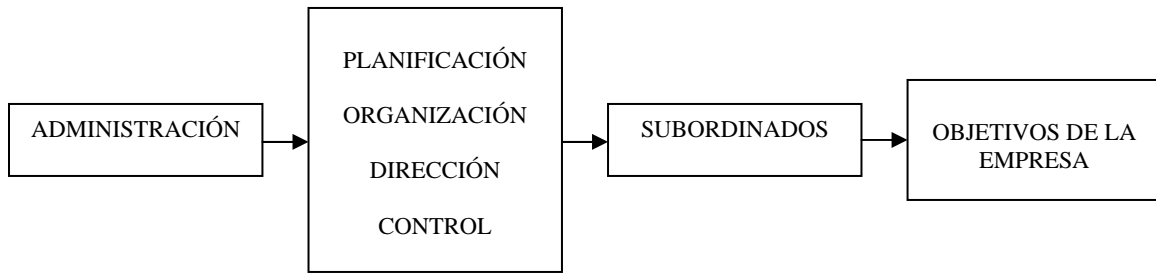 ADMINISTRACIÓN
PLANIFICACIÓN
ORGANIZACIÓN
DIRECCIÓN
CONTROL
SUBORDINADOS
OBJETIVOS DE LA
EMPRESA